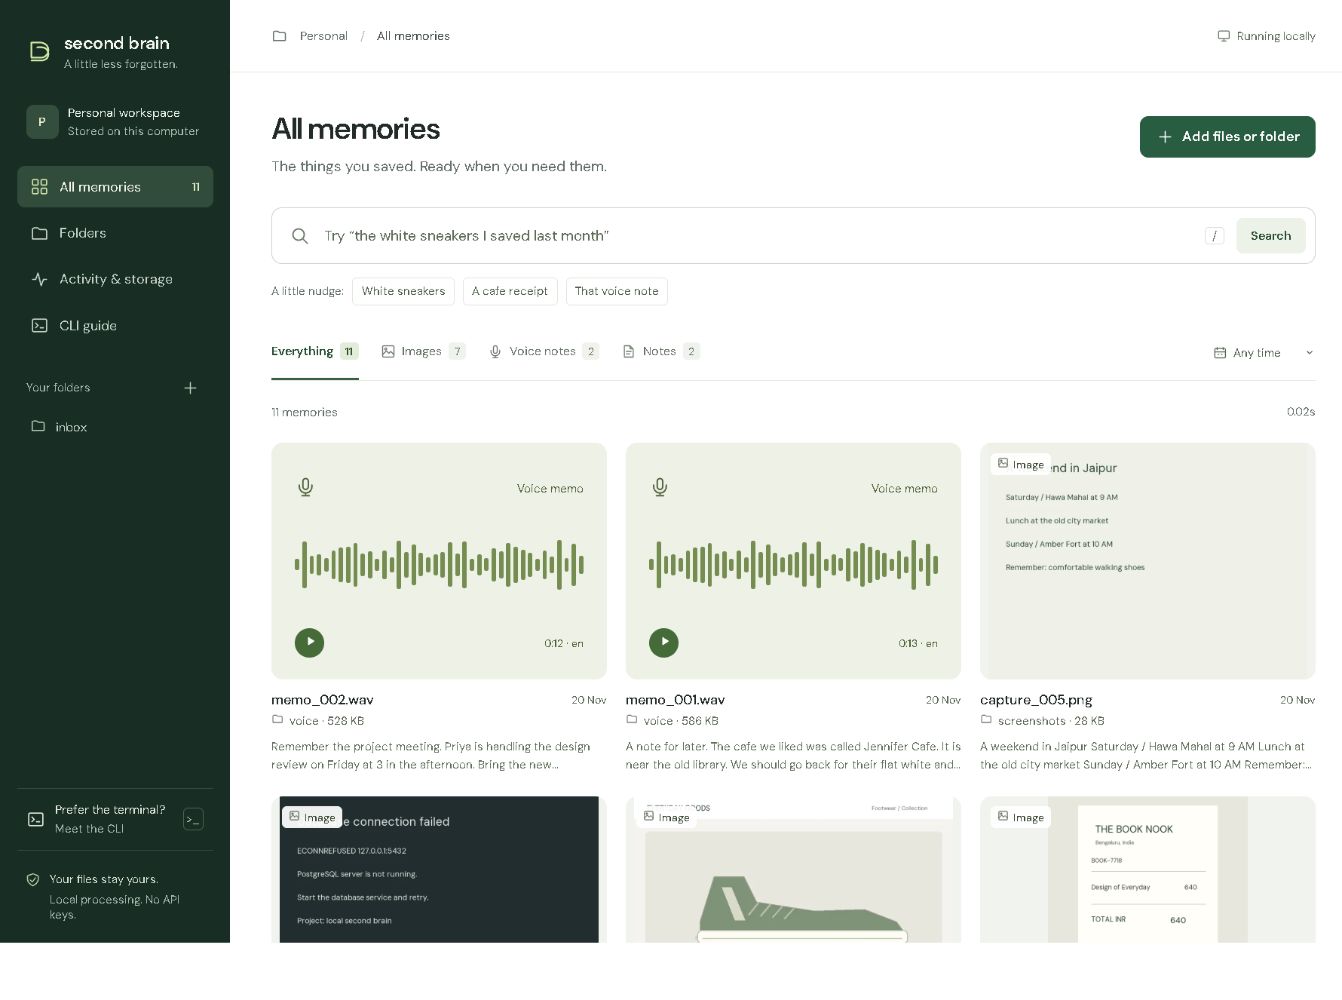 second brain
A little less forgotten.
P
Personal workspace
Stored on this computer
All memories 11
Folders
Activity & storage
CLI guide
Your folders
inbox
Prefer the terminal?
Meet the CLI
>_
Your files stay yours.
Local processing. No API
keys.
Personal / All memories
Running locally
All memories
The things you saved. Ready when you need them.
Add files or folder
Try “the white sneakers I saved last month”
/
Search
A little nudge:
White sneakers
A cafe receipt
That voice note
Everything 11
Images 7
Voice notes 2
Notes 2
Any time
11 memories
0.02s
Voice memo
0:12 · en
memo_002.wav
20 Nov
voice · 528 KB
Remember the project meeting. Priya is handling the design
review on Friday at 3 in the afternoon. Bring the new...
Voice memo
0:13 · en
memo_001.wav
20 Nov
voice · 586 KB
A note for later. The cafe we liked was called Jennifer Cafe. It is
near the old library. We should go back for their flat white and...
Image
end in Jaipur
Saturday / Hawa Mahal at 9 AM
Lunch at the old city market
Sunday / Amber Fort at 10 AM
Remember: comfortable walking shoes
capture_005.png
20 Nov
screenshots · 28 KB
A weekend in Jaipur Saturday / Hawa Mahal at 9 AM Lunch at
the old city market Sunday / Amber Fort at 10 AM Remember:...
Image
e connection failed
ECONNREFUSED 127.0.0.1:5432
PostgreSQL server is not running.
Start the database service and retry.
Project: local second brain
Image
Footwear / Collection
Image
THE BOOK NOOK
Bengaluru, India
BOOK-7718
Design of Everyday 640
TOTAL INR 640